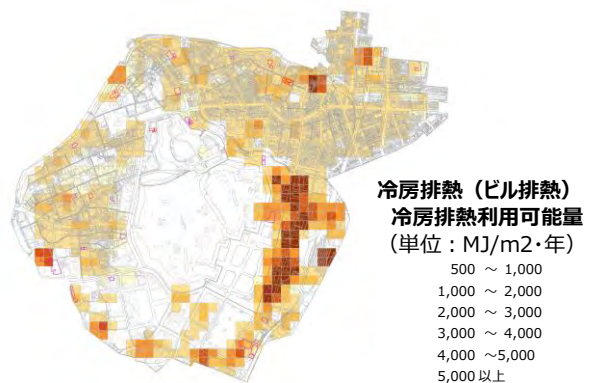 冷房排熱（ビル排熱）
冷房排熱利用可能量
（単位：MJ/m2・年）
500 ～ 1,000
1,000 ～ 2,000
2,000 ～ 3,000
3,000 ～ 4,000
4,000 ～5,000
5,000 以上